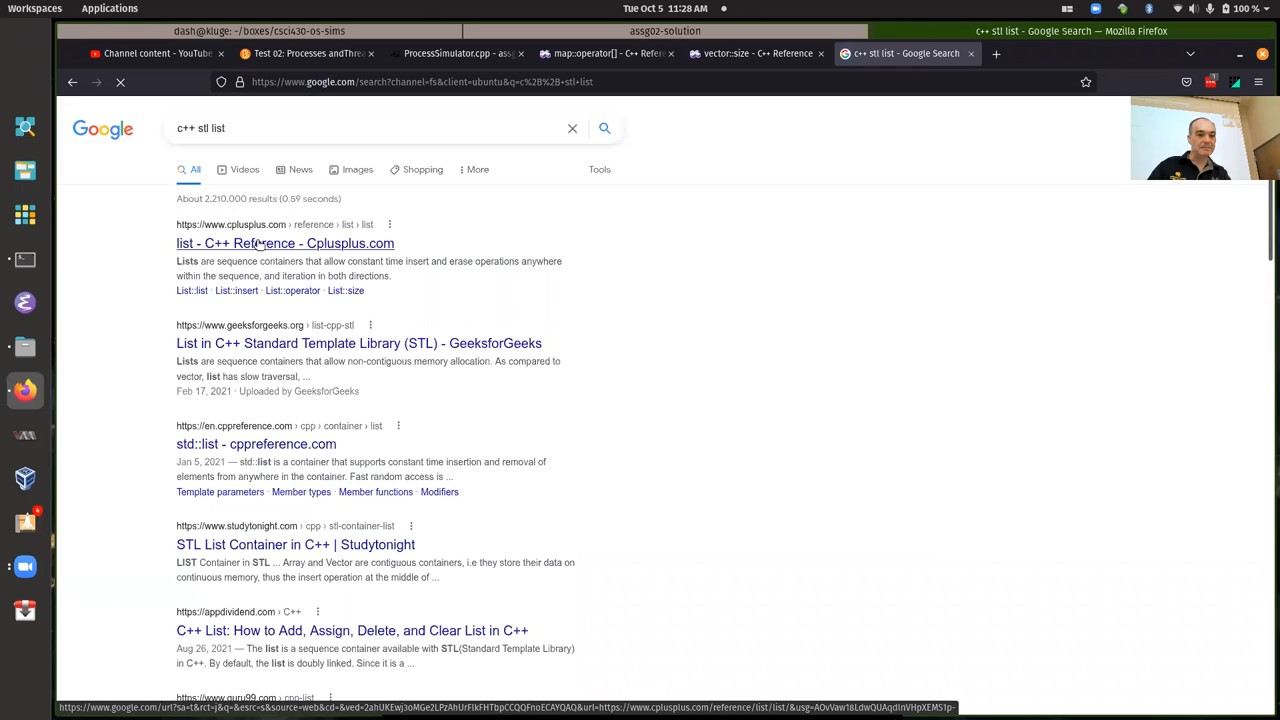 Workspaces Applications Tue Oct 5 11:28 AM 100 %
dash@kluge: ~/boxes/csci430-os-sims assg02-solution c++ stl list - Google Search — Mozilla Firefox
Channel content - YouTube Test 02: Processes andThre ProcessSimulator.cpp - assg map::operator[] - C++ Refere vector::size - C++ Reference c++ stl list - Google Search
https://www.google.com/search?channel=fs&client=ubuntu&q=c%2B%2B+stl+list
Google c++ stl list
All Videos News Images Shopping More Tools
About 2.210.000 results (0.59 seconds)
https://www.cplusplus.com › reference › list › list
list - C++ Reference - Cplusplus.com
Lists are sequence containers that allow constant time insert and erase operations anywhere
within the sequence, and iteration in both directions.
List::list · List::insert · List::operator · List::size
https://www.geeksforgeeks.org › list-cpp-stl
List in C++ Standard Template Library (STL) - GeeksforGeeks
Lists are sequence containers that allow non-contiguous memory allocation. As compared to
vector, list has slow traversal, ...
Feb 17, 2021 · Uploaded by GeeksforGeeks
https://en.cppreference.com › cpp › container › list
std::list - cppreference.com
Jan 5, 2021 — std::list is a container that supports constant time insertion and removal of
elements from anywhere in the container. Fast random access is ...
Template parameters · Member types · Member functions · Modifiers
https://www.studytonight.com › cpp › stl-container-list
STL List Container in C++ | Studytonight
LIST Container in STL ... Array and Vector are contiguous containers, i.e they store their data on
continuous memory, thus the insert operation at the middle of ...
https://appdividend.com › C++
C++ List: How to Add, Assign, Delete, and Clear List in C++
Aug 26, 2021 — The list is a sequence container available with STL(Standard Template Library)
in C++. By default, the list is doubly linked. Since it is a ...
https://www.guru99.com › cpp-list